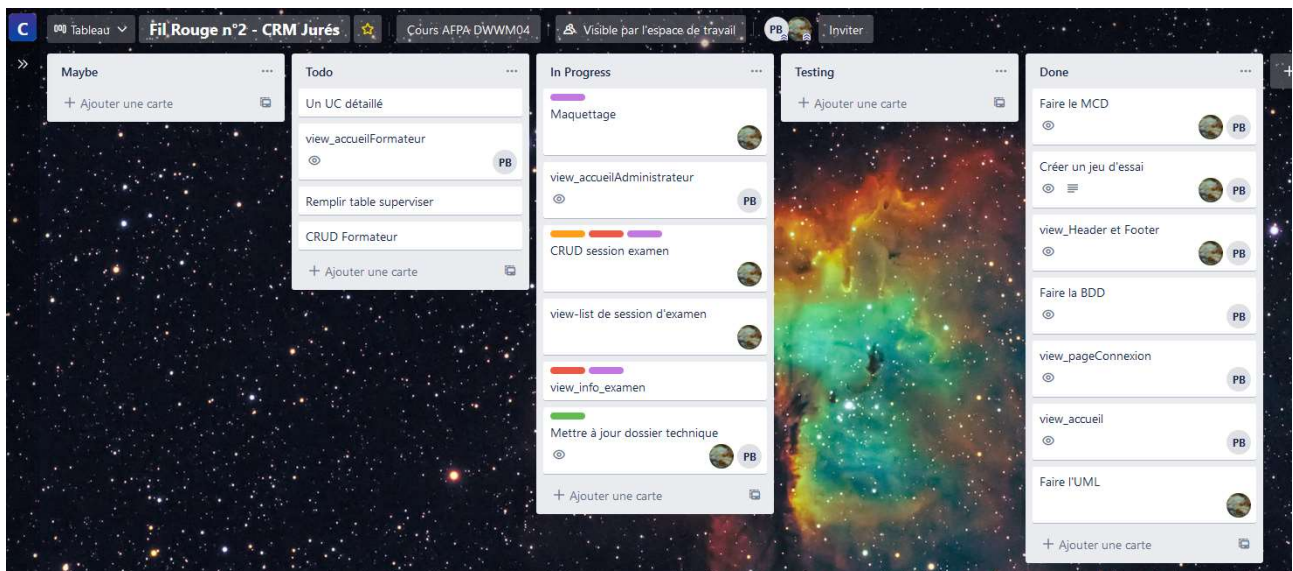 C Tableau Fil Rouge n°2 - CRM Jurés Cours AFPA DWWM04 Visible par l'espace de travail PB Inviter
Maybe
Ajouter une carte
Todo
Un UC détaillé
view_accueilFormateur
PB
Remplir table superviser
CRUD Formateur
Ajouter une carte
In Progress
Maquettage
view_accueilAdministrateur
PB
CRUD session examen
view-list de session d'examen
view_info_examen
Mettre à jour dossier technique
PB
Ajouter une carte
Testing
Ajouter une carte
Done
Faire le MCD
PB
Créer un jeu d'essai
PB
view_Header et Footer
PB
Faire la BDD
PB
view_pageConnexion
PB
view_accueil
PB
Faire l'UML
Ajouter une carte